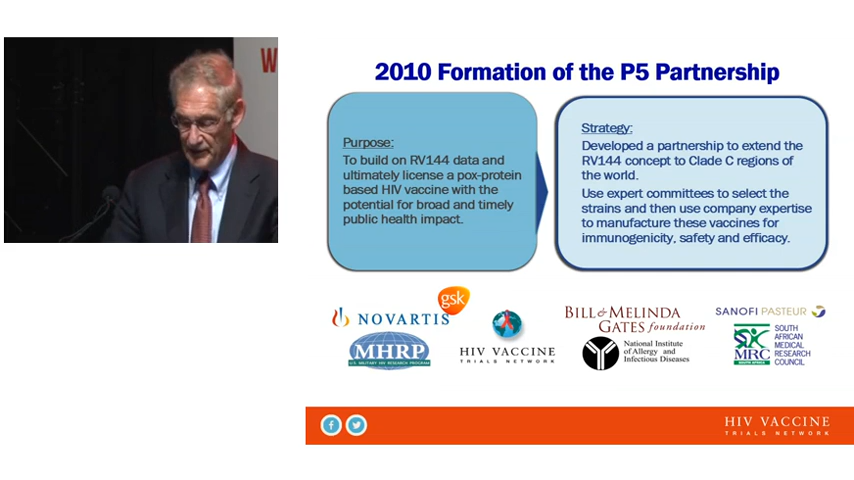 W
2010 Formation of the P5 Partnership
Purpose:
To build on RV144 data and
ultimately license a pox-protein
based HIV vaccine with the
potential for broad and timely
public health impact.
Strategy:
Developed a partnership to extend the
RV144 concept to Clade C regions of
the world.
Use expert committees to select the
strains and then use company expertise
to manufacture these vaccines for
immunogenicity, safety and efficacy.
gsk
NOVARTIS
MHRP
U.S. MILITARY HIV RESEARCH PROGRAM
HIV VACCINE
TRIALS NETWORK
BILL & MELINDA
GATES foundation
National Institute
of Allergy and
Infectious Diseases
SANOFI PASTEUR
MRC
SOUTH AFRICA
SOUTH
AFRICAN
MEDICAL
RESEARCH
COUNCIL
HIV VACCINE
TRIALS NETWORK